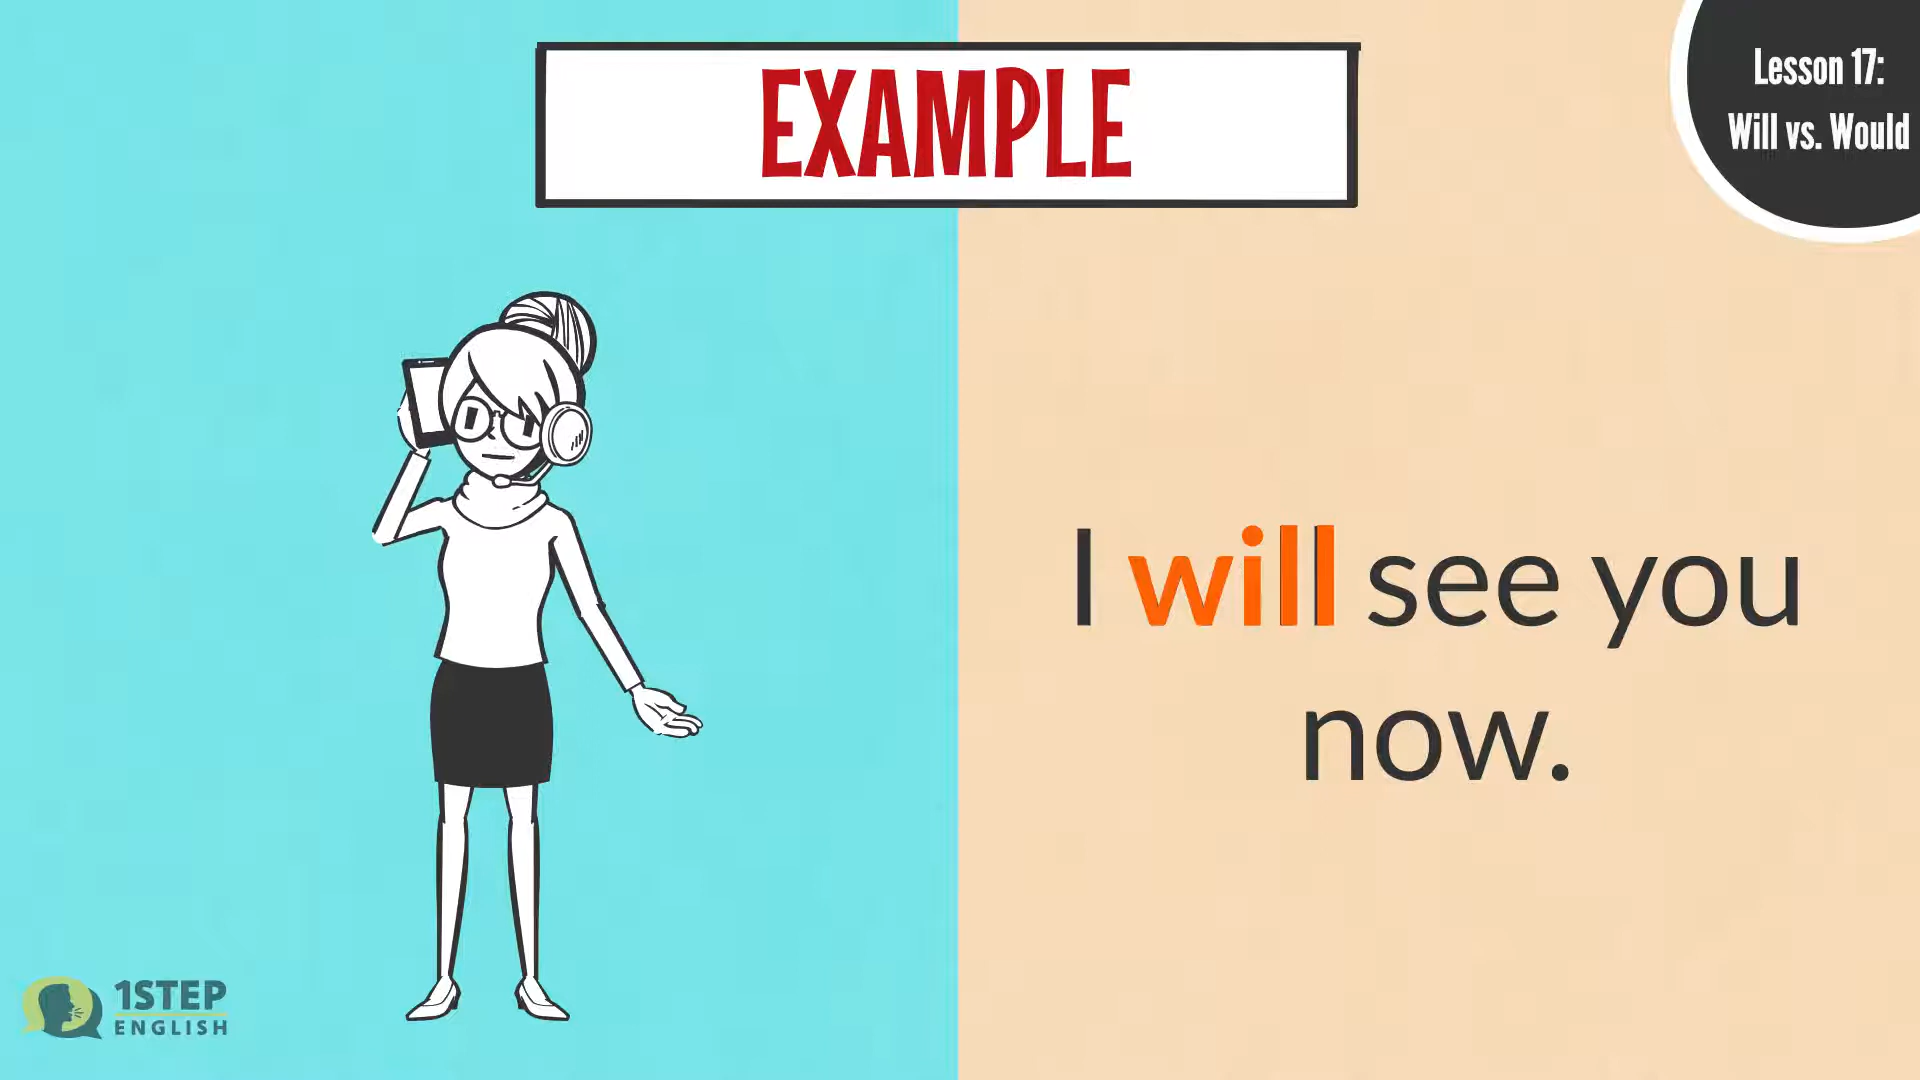 EXAMPLE
Lesson 17:
Will vs. Would
I will see you
now.
1STEP
ENGLISH